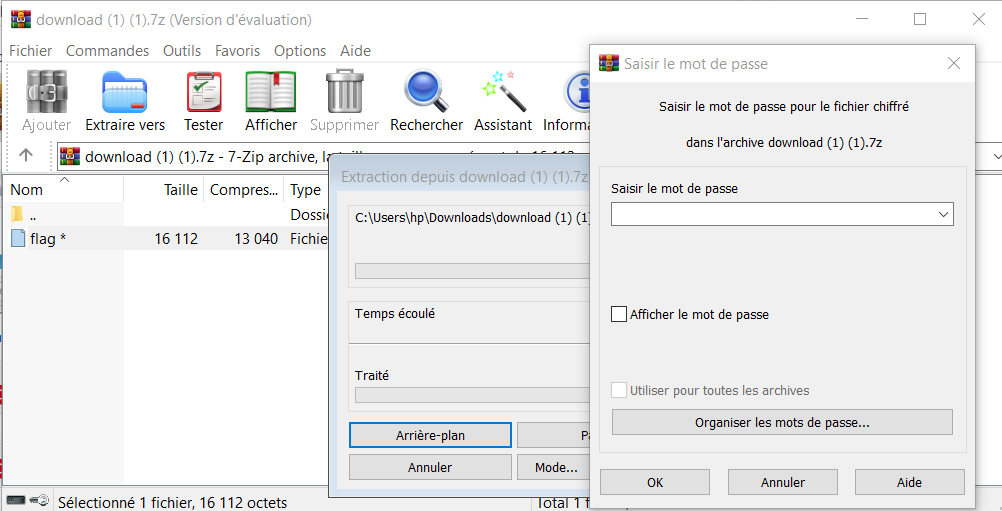 download (1) (1).7z (Version d'évaluation)
Fichier Commandes Outils Favoris Options Aide
Ajouter Extraire vers Tester Afficher Supprimer Rechercher Assistant Informa
download (1) (1).7z - 7-Zip archive, la
Nom Taille Compres... Type
.. Dossie
flag * 16 112 13 040 Fichie
Sélectionné 1 fichier, 16 112 octets
Total 1 f
Extraction depuis download (1) (1).7z
C:\Users\hp\Downloads\download (1) (1)
Temps écoulé
Traité
Arrière-plan
Annuler Mode...
Saisir le mot de passe
Saisir le mot de passe pour le fichier chiffré
dans l'archive download (1) (1).7z
Saisir le mot de passe
Afficher le mot de passe
Utiliser pour toutes les archives
Organiser les mots de passe...
OK Annuler Aide